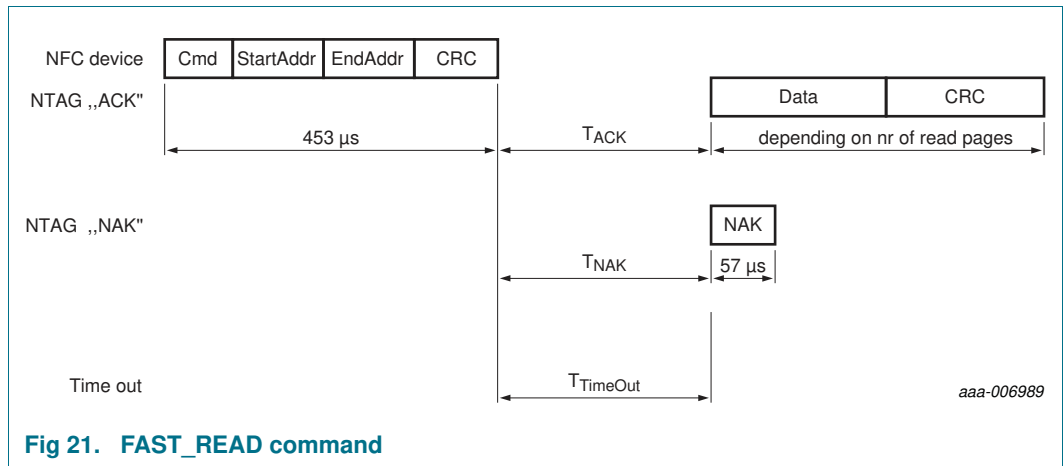 NFC device Cmd StartAddr EndAddr CRC
NTAG ,,ACK" Data CRC
453 µs TACK depending on nr of read pages
NTAG ,,NAK" NAK
TNAK 57 µs
Time out TTimeOut aaa-006989
Fig 21. FAST_READ command